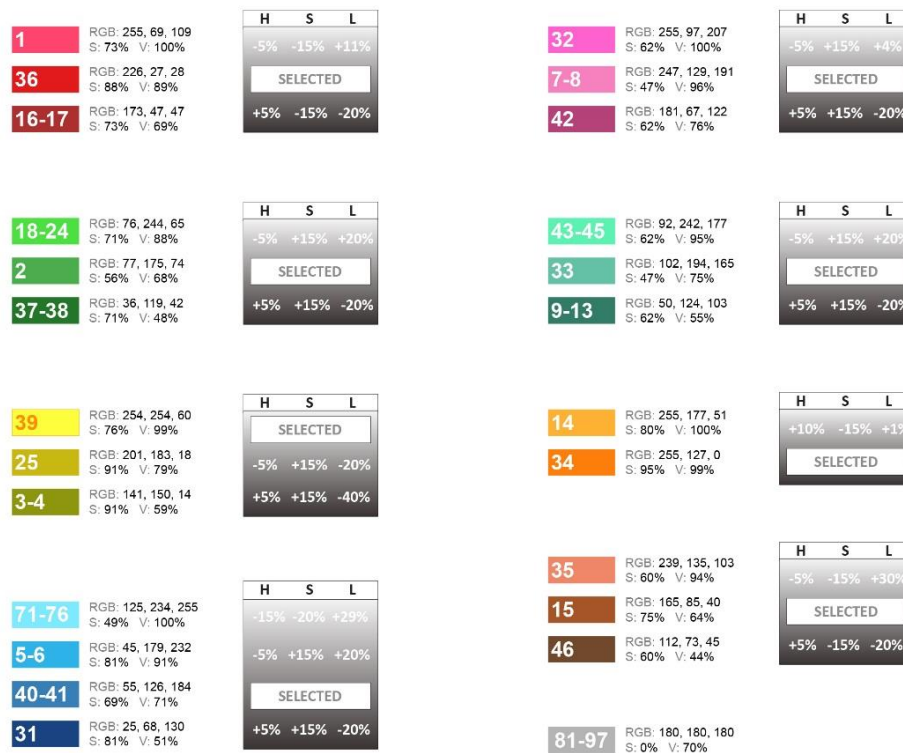 H S L
1 RGB: 255, 69, 109
S: 73% V: 100%
-5% -15% +11%
36 RGB: 226, 27, 28
S: 88% V: 89%
SELECTED
16-17 RGB: 173, 47, 47
S: 73% V: 69%
+5% -15% -20%
H S L
32 RGB: 255, 97, 207
S: 62% V: 100%
-5% +15% +4%
7-8 RGB: 247, 129, 191
S: 47% V: 96%
SELECTED
42 RGB: 181, 67, 122
S: 62% V: 76%
+5% +15% -20%
H S L
18-24 RGB: 76, 244, 65
S: 71% V: 88%
-5% +15% +20%
2 RGB: 77, 175, 74
S: 56% V: 68%
SELECTED
37-38 RGB: 36, 119, 42
S: 71% V: 48%
+5% +15% -20%
H S L
43-45 RGB: 92, 242, 177
S: 62% V: 95%
-5% +15% +20%
33 RGB: 102, 194, 165
S: 47% V: 75%
SELECTED
9-13 RGB: 50, 124, 103
S: 62% V: 55%
+5% +15% -20%
H S L
39 RGB: 254, 254, 60
S: 76% V: 99%
SELECTED
25 RGB: 201, 183, 18
S: 91% V: 79%
-5% +15% -20%
3-4 RGB: 141, 150, 14
S: 91% V: 59%
+5% +15% -40%
H S L
14 RGB: 255, 177, 51
S: 80% V: 100%
+10% -15% +1%
34 RGB: 255, 127, 0
S: 95% V: 99%
SELECTED
H S L
71-76 RGB: 125, 234, 255
S: 49% V: 100%
-15% -20% +29%
5-6 RGB: 45, 179, 232
S: 81% V: 91%
-5% +15% +20%
40-41 RGB: 55, 126, 184
S: 69% V: 71%
SELECTED
31 RGB: 25, 68, 130
S: 81% V: 51%
+5% +15% -20%
H S L
35 RGB: 239, 135, 103
S: 60% V: 94%
-5% -15% +30%
15 RGB: 165, 85, 40
S: 75% V: 64%
SELECTED
46 RGB: 112, 73, 45
S: 60% V: 44%
+5% -15% -20%
81-97 RGB: 180, 180, 180
S: 0% V: 70%